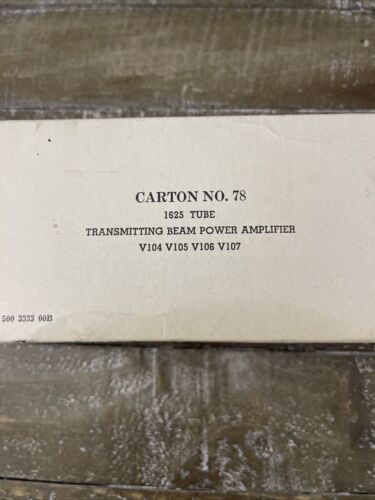 CARTON NO. 78
1625 TUBE
TRANSMITTING BEAM POWER AMPLIFIER
V104 V105 V106 V107
500 3333 00B